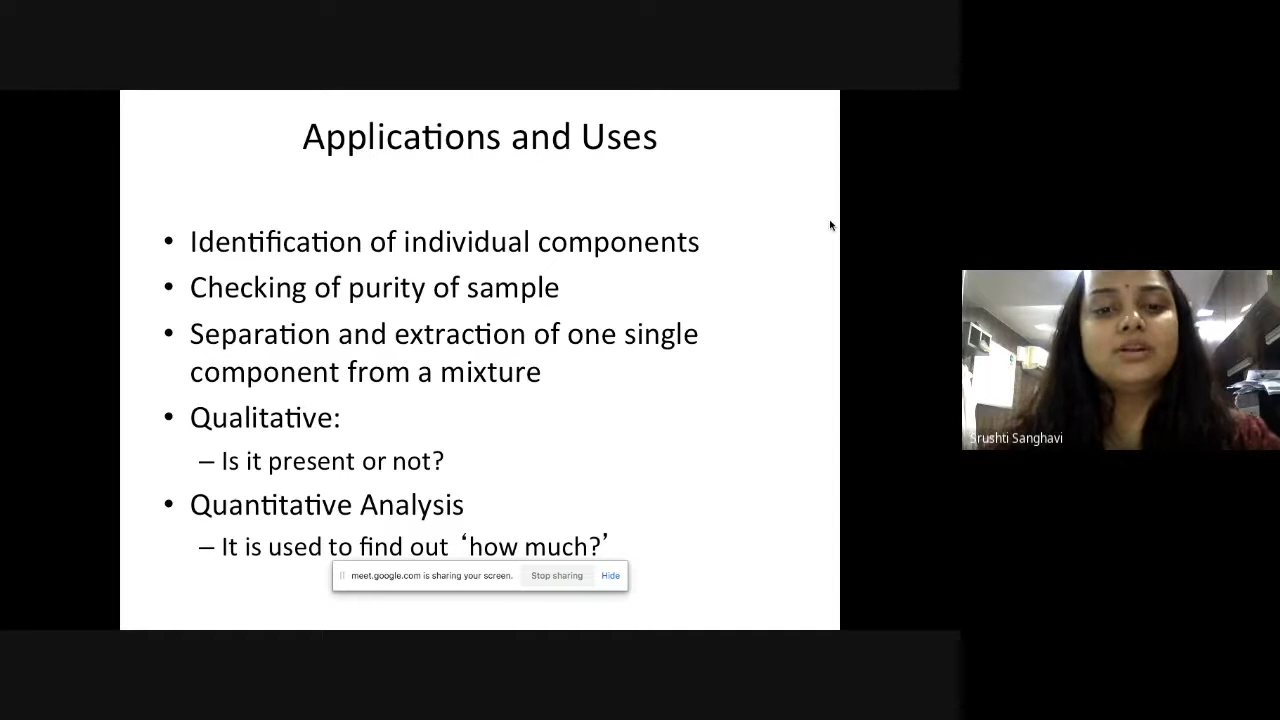 Applications and Uses
• Identification of individual components
• Checking of purity of sample
• Separation and extraction of one single
component from a mixture
• Qualitative:
– Is it present or not?
• Quantitative Analysis
– It is used to find out ‘how much?’
meet.google.com is sharing your screen. Stop sharing Hide
Srushti Sanghavi